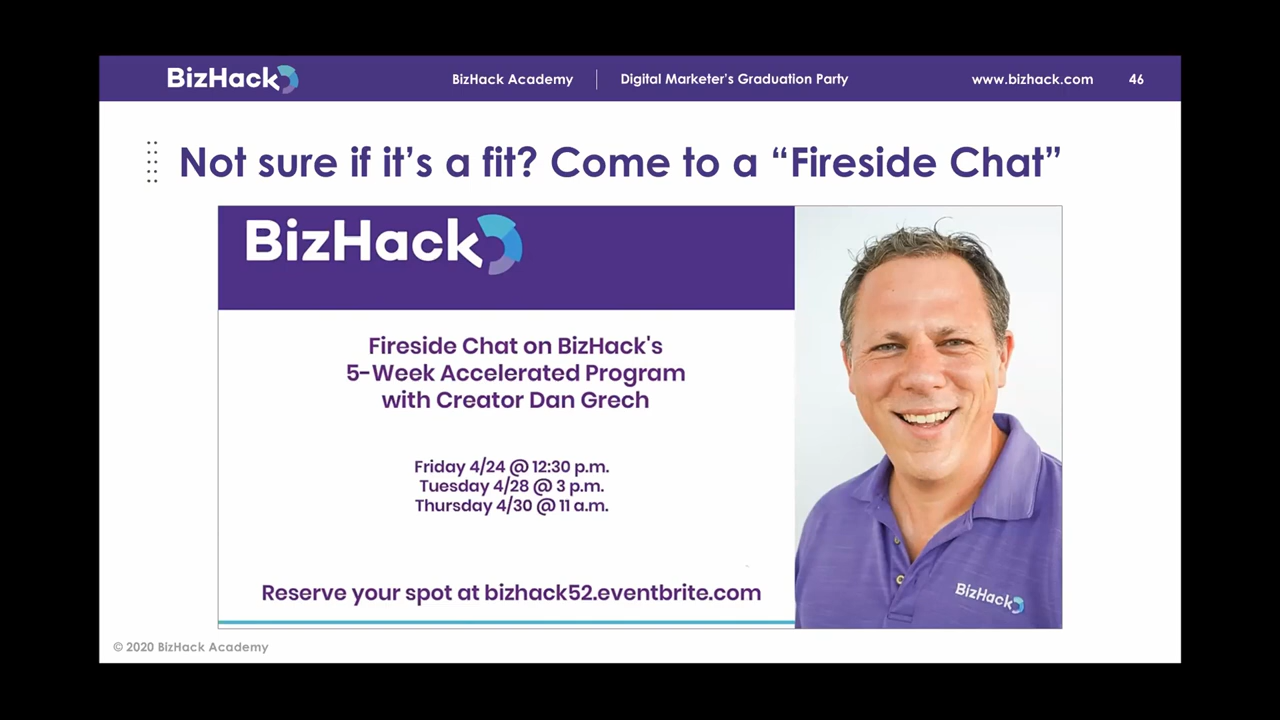 BizHack
BizHack Academy
Digital Marketer's Graduation Party
www.bizhack.com
46
Not sure if it's a fit? Come to a “Fireside Chat”
BizHack
Fireside Chat on BizHack's
5-Week Accelerated Program
with Creator Dan Grech
Friday 4/24 @ 12:30 p.m.
Tuesday 4/28 @ 3 p.m.
Thursday 4/30 @ 11 a.m.
Reserve your spot at bizhack52.eventbrite.com
BizHack
© 2020 BizHack Academy